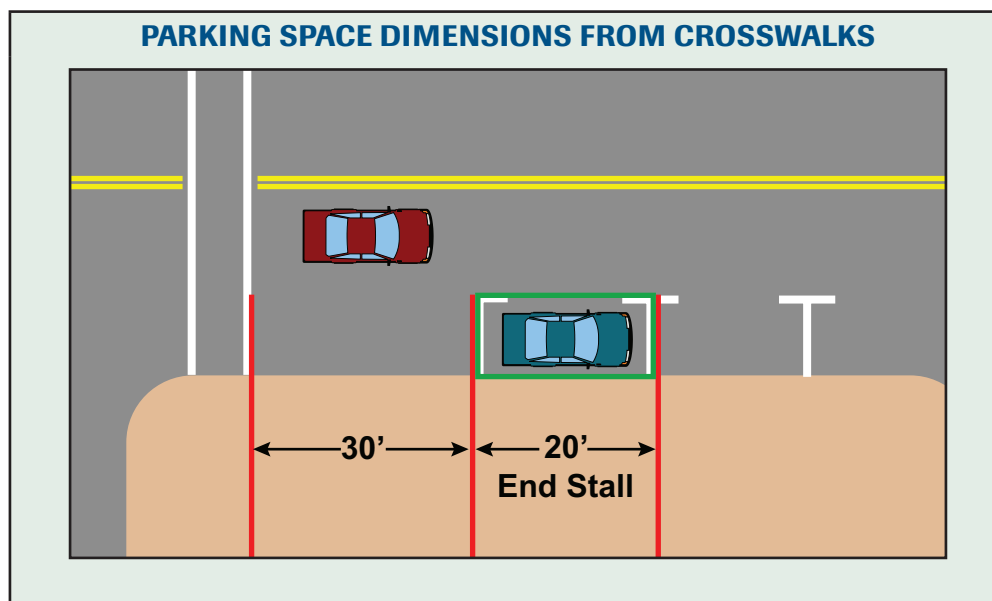 PARKING SPACE DIMENSIONS FROM CROSSWALKS
30’ 20’
End Stall